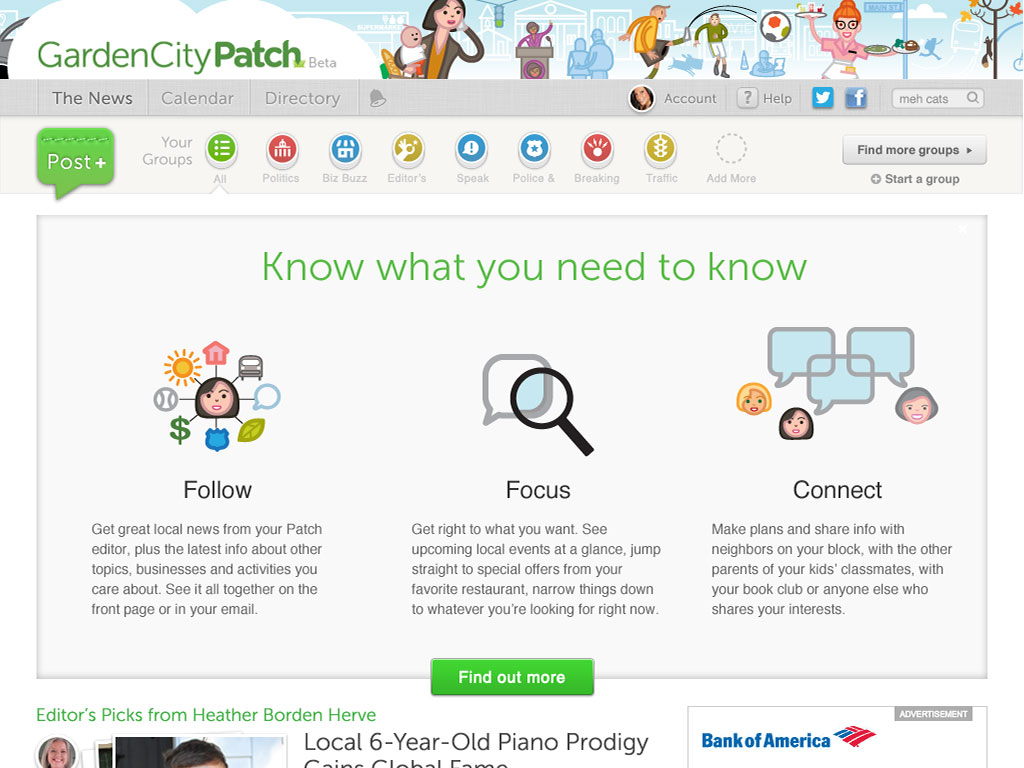 GardenCityPatch Beta
SUPERMARKET
MAIN ST
The News
Calendar
Directory
Account
? Help
meh cats
Post+
Your
Groups
All
Politics
Biz Buzz
Editor's
Speak
Police &
Breaking
Traffic
Add More
Find more groups
Start a group
Know what you need to know
Follow
Get great local news from your Patch
editor, plus the latest info about other
topics, businesses and activities you
care about. See it all together on the
front page or in your email.
Focus
Get right to what you want. See
upcoming local events at a glance, jump
straight to special offers from your
favorite restaurant, narrow things down
to whatever you're looking for right now.
Connect
Make plans and share info with
neighbors on your block, with the other
parents of your kids' classmates, with
your book club or anyone else who
shares your interests.
Find out more
Editor's Picks from Heather Borden Herve
Local 6-Year-Old Piano Prodigy
Gains Global Fame
ADVERTISEMENT
Bank of America